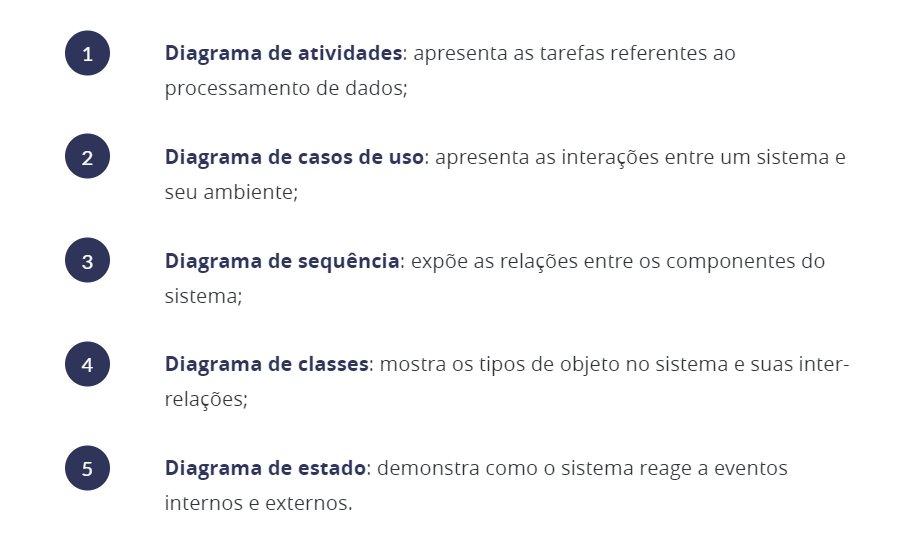 1 Diagrama de atividades: apresenta as tarefas referentes ao
processamento de dados;
2 Diagrama de casos de uso: apresenta as interações entre um sistema e
seu ambiente;
3 Diagrama de sequência: expõe as relações entre os componentes do
sistema;
4 Diagrama de classes: mostra os tipos de objeto no sistema e suas inter-
relações;
5 Diagrama de estado: demonstra como o sistema reage a eventos
internos e externos.